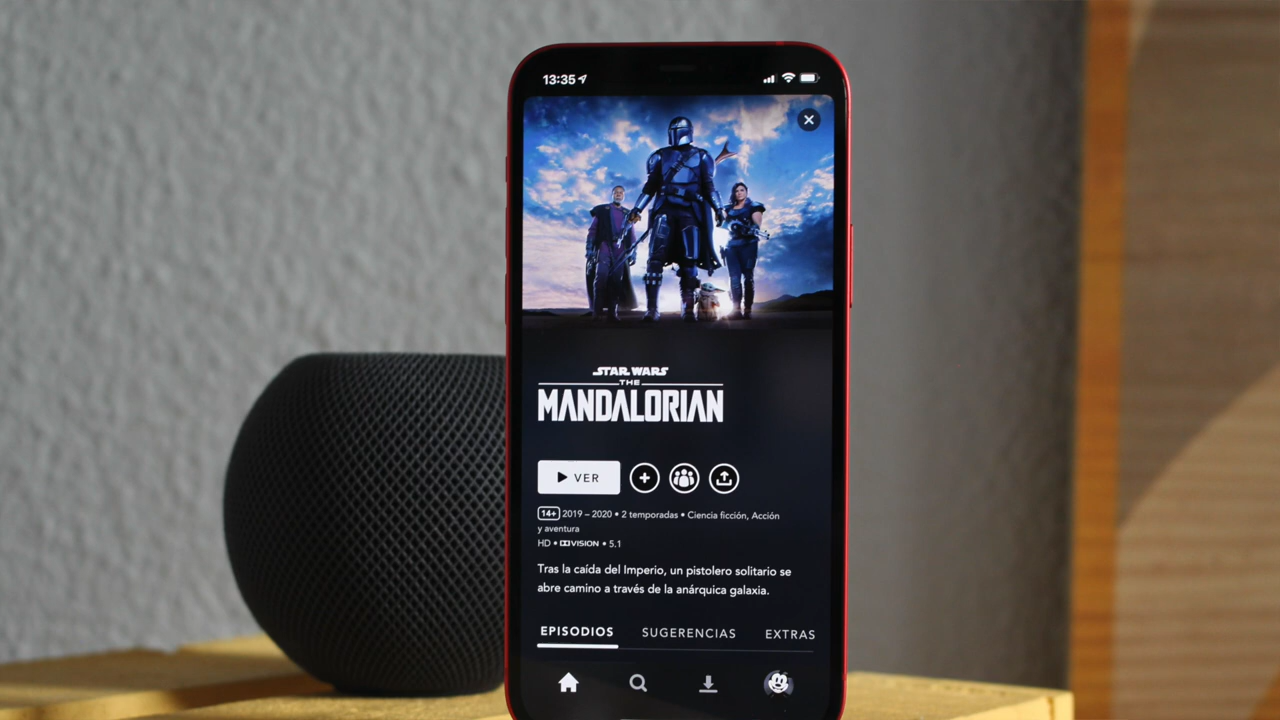 13:35
STAR WARS
THE
MANDALORIAN
VER
14+ 2019 – 2020 • 2 temporadas • Ciencia ficción, Acción
y aventura
HD • VISION • 5.1
Tras la caída del Imperio, un pistolero solitario se
abre camino a través de la anárquica galaxia.
EPISODIOS SUGERENCIAS EXTRAS